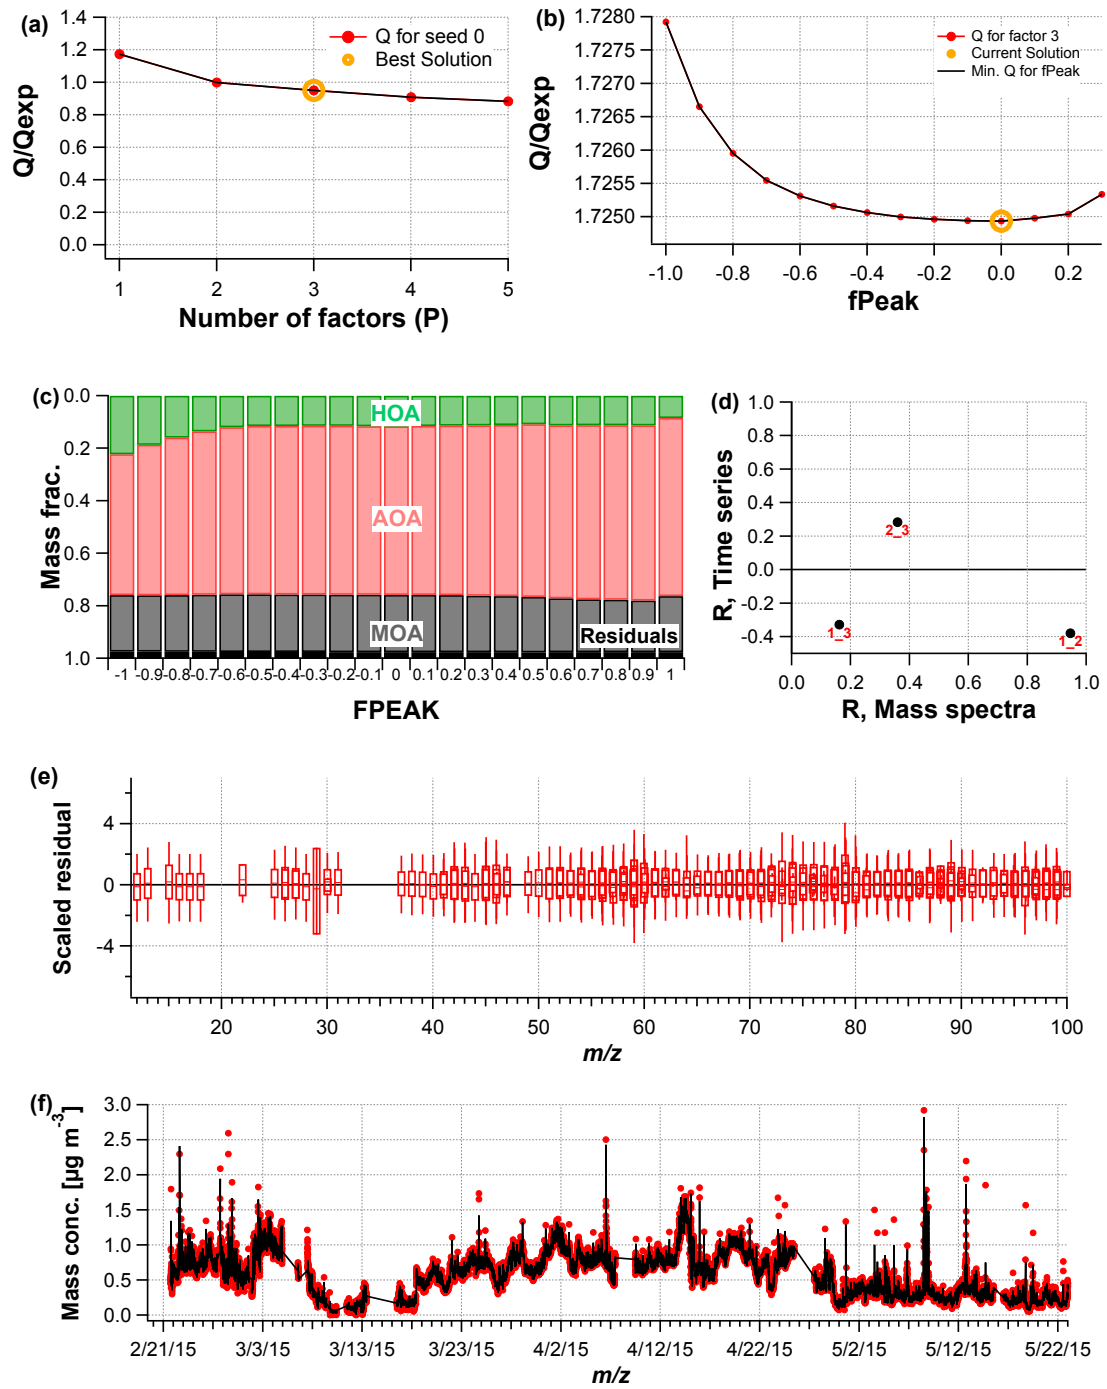 (a)
1.4
1.2
1.0
0.8
0.6
0.4
0.2
0.0
Q/Qexp
Q for seed 0
Best Solution
1 2 3 4 5
Number of factors (P)
(b)
1.7280
1.7275
1.7270
1.7265
1.7260
1.7255
1.7250
Q/Qexp
Q for factor 3
Current Solution
Min. Q for fPeak
-1.0 -0.8 -0.6 -0.4 -0.2 0.0 0.2
fPeak
(c)
0.0
0.2
0.4
0.6
0.8
1.0
Mass frac.
HOA
AOA
MOA
Residuals
-1 -0.9 -0.8 -0.7 -0.6 -0.5 -0.4 -0.3 -0.2 -0.1 0 0.1 0.2 0.3 0.4 0.5 0.6 0.7 0.8 0.9 1
FPEAK
(d)
1.0
0.8
0.6
0.4
0.2
0.0
-0.2
-0.4
R, Time series
2_3
1_3
1_2
0.0 0.2 0.4 0.6 0.8 1.0
R, Mass spectra
(e)
4
0
-4
Scaled residual
20 30 40 50 60 70 80 90 100
m/z
(f)
3.0
2.5
2.0
1.5
1.0
0.5
0.0
Mass conc. [µg m-3]
2/21/15 3/3/15 3/13/15 3/23/15 4/2/15 4/12/15 4/22/15 5/2/15 5/12/15 5/22/15
m/z